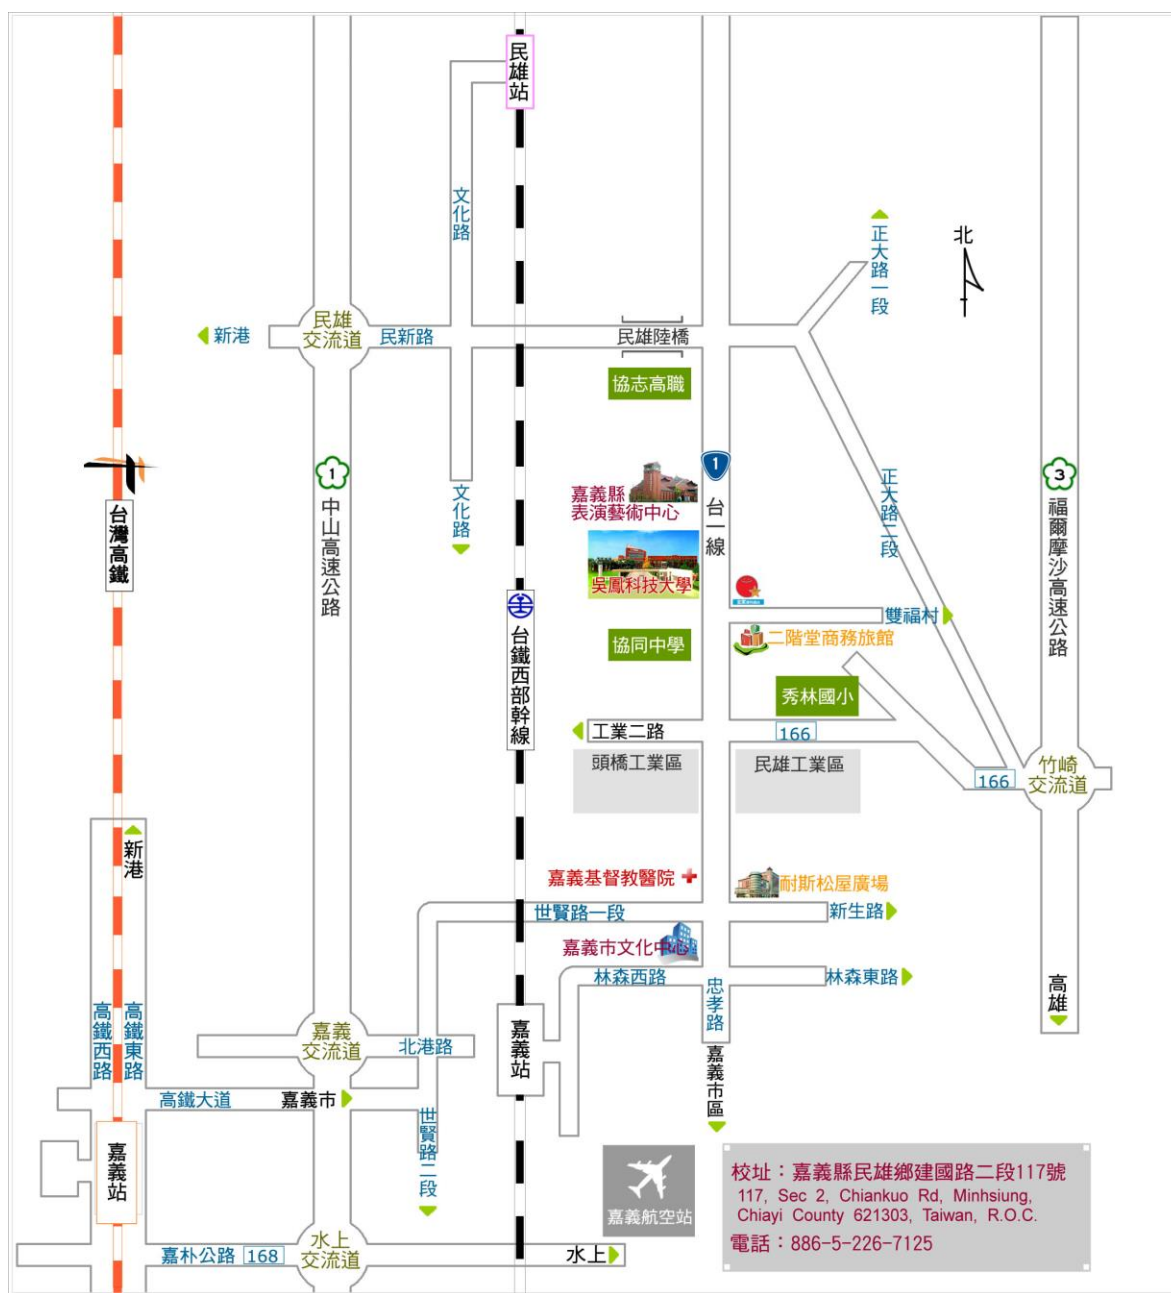 民雄站
文化路
正大路一段
北
新港
民雄
交流道
民新路
民雄陸橋
協志高職
1
台一線
嘉義縣
表演藝術中心
吳鳳科技大學
正大路二段
3
福爾摩沙高速公路
1
中山高速公路
文化路
台灣高鐵
台鐵西部幹線
雙福村
協同中學
二階堂商務旅館
秀林國小
工業二路
166
頭橋工業區
民雄工業區
166
竹崎
交流道
新港
嘉義基督教醫院
耐斯松屋廣場
世賢路一段
新生路
嘉義市文化中心
林森西路
林森東路
忠孝路
高雄
高鐵西路
高鐵東路
嘉義
交流道
北港路
嘉義站
嘉義市區
高鐵大道
嘉義市
世賢路二段
嘉義站
嘉義航空站
水上
交流道
嘉朴公路 168
水上
校址：嘉義縣民雄鄉建國路二段117號
117, Sec 2, Chiankuo Rd, Minhsiung,
Chiayi County 621303, Taiwan, R.O.C.
電話：886-5-226-7125